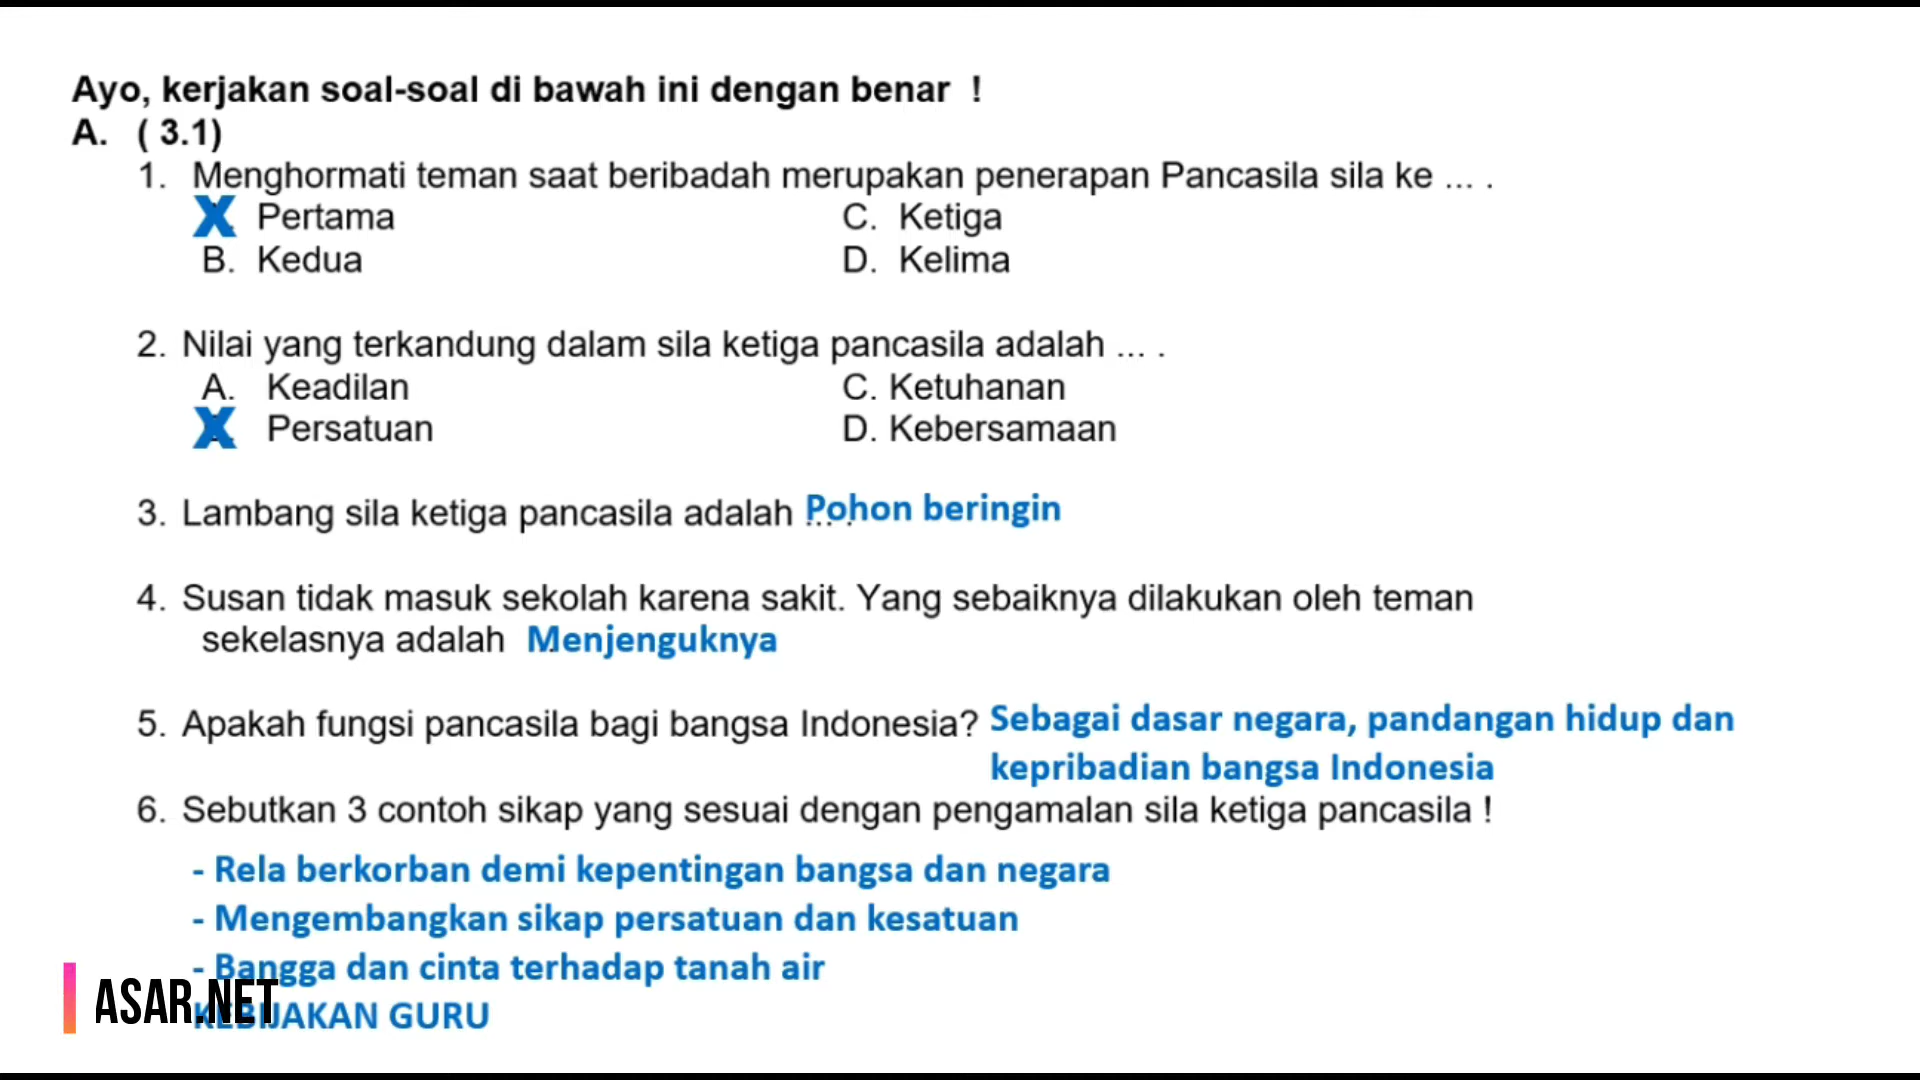 Ayo, kerjakan soal-soal di bawah ini dengan benar !
A. ( 3.1)
1. Menghormati teman saat beribadah merupakan penerapan Pancasila sila ke ... .
X Pertama C. Ketiga
B. Kedua D. Kelima
2. Nilai yang terkandung dalam sila ketiga pancasila adalah ... .
A. Keadilan C. Ketuhanan
X Persatuan D. Kebersamaan
3. Lambang sila ketiga pancasila adalah ... . Pohon beringin
4. Susan tidak masuk sekolah karena sakit. Yang sebaiknya dilakukan oleh teman
sekelasnya adalah Menjenguknya
5. Apakah fungsi pancasila bagi bangsa Indonesia? Sebagai dasar negara, pandangan hidup dan
kepribadian bangsa Indonesia
6. Sebutkan 3 contoh sikap yang sesuai dengan pengamalan sila ketiga pancasila !
- Rela berkorban demi kepentingan bangsa dan negara
- Mengembangkan sikap persatuan dan kesatuan
- Bangga dan cinta terhadap tanah air
KEBIJAKAN GURU
ASAR.NET